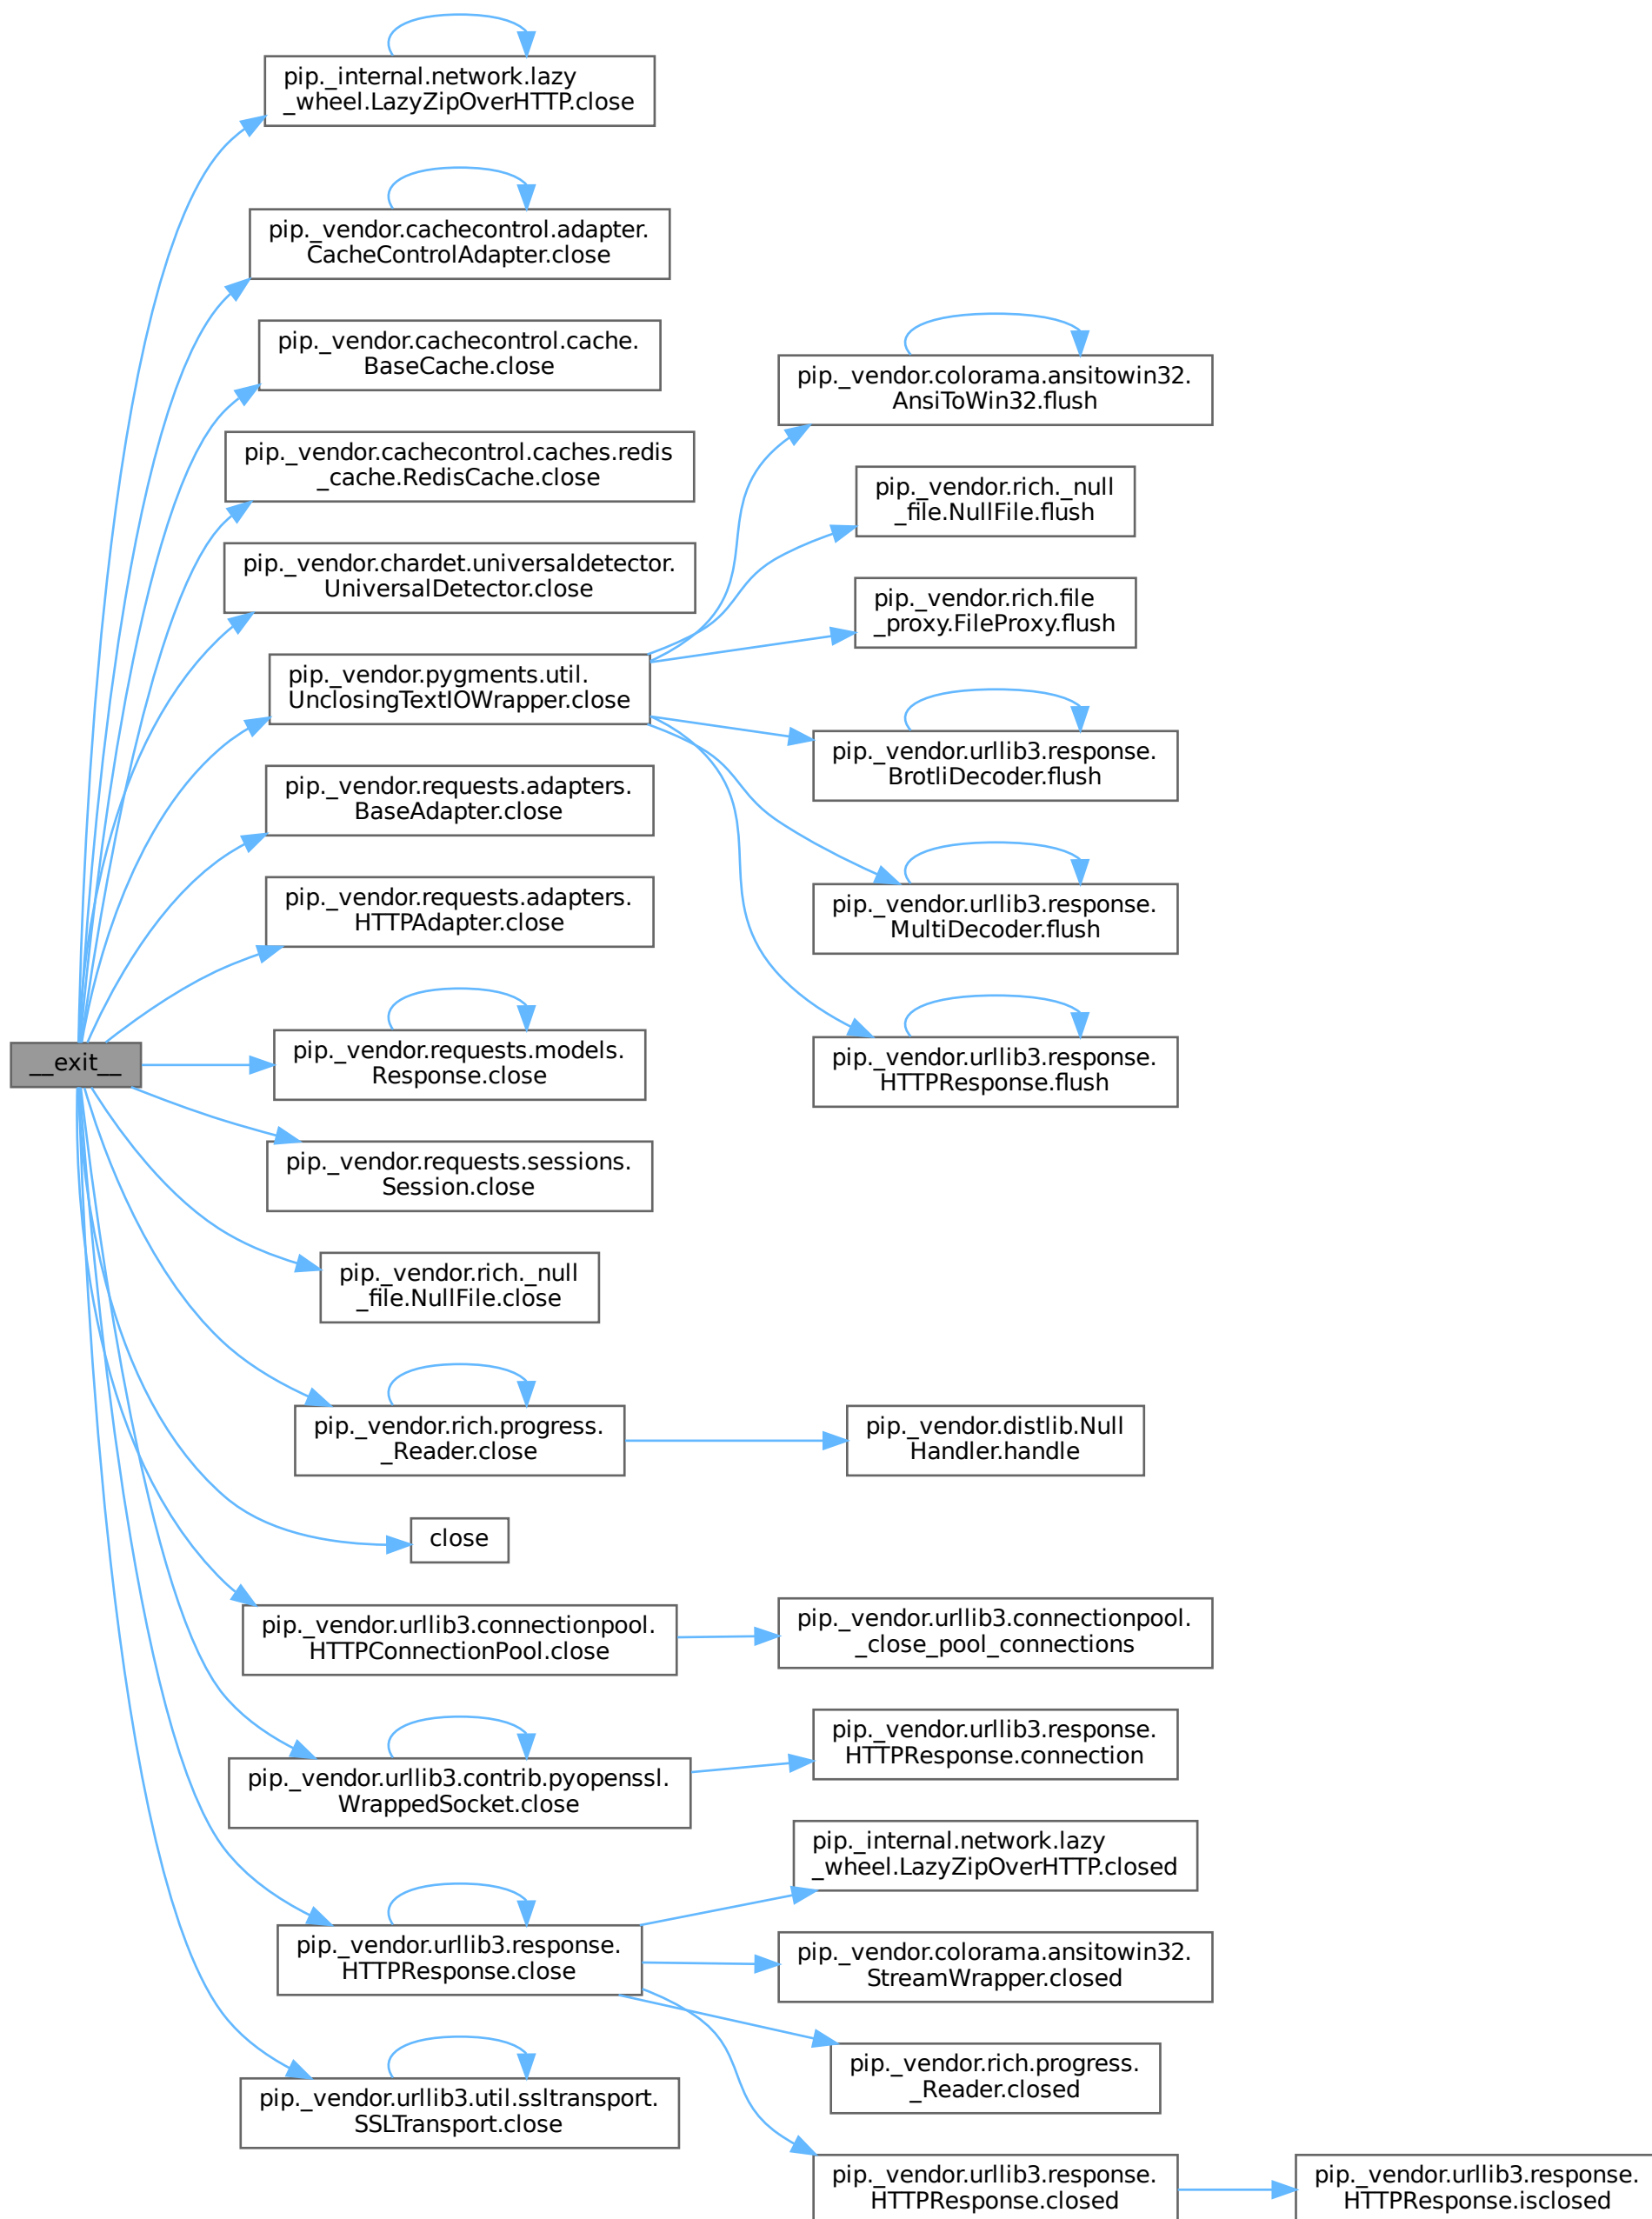 pip._internal.network.lazy
_wheel.LazyZipOverHTTP.close
pip._vendor.cachecontrol.adapter.
CacheControlAdapter.close
pip._vendor.cachecontrol.cache.
BaseCache.close
pip._vendor.cachecontrol.caches.redis
_cache.RedisCache.close
pip._vendor.chardet.universaldetector.
UniversalDetector.close
pip._vendor.pygments.util.
UnclosingTextIOWrapper.close
pip._vendor.requests.adapters.
BaseAdapter.close
pip._vendor.requests.adapters.
HTTPAdapter.close
__exit__
pip._vendor.requests.models.
Response.close
pip._vendor.requests.sessions.
Session.close
pip._vendor.rich._null
_file.NullFile.close
pip._vendor.rich.progress.
_Reader.close
close
pip._vendor.urllib3.connectionpool.
HTTPConnectionPool.close
pip._vendor.urllib3.contrib.pyopenssl.
WrappedSocket.close
pip._vendor.urllib3.response.
HTTPResponse.close
pip._vendor.urllib3.util.ssltransport.
SSLTransport.close
pip._vendor.colorama.ansitowin32.
AnsiToWin32.flush
pip._vendor.rich._null
_file.NullFile.flush
pip._vendor.rich.file
_proxy.FileProxy.flush
pip._vendor.urllib3.response.
BrotliDecoder.flush
pip._vendor.urllib3.response.
MultiDecoder.flush
pip._vendor.urllib3.response.
HTTPResponse.flush
pip._vendor.distlib.Null
Handler.handle
pip._vendor.urllib3.connectionpool.
_close_pool_connections
pip._vendor.urllib3.response.
HTTPResponse.connection
pip._internal.network.lazy
_wheel.LazyZipOverHTTP.closed
pip._vendor.colorama.ansitowin32.
StreamWrapper.closed
pip._vendor.rich.progress.
_Reader.closed
pip._vendor.urllib3.response.
HTTPResponse.closed
pip._vendor.urllib3.response.
HTTPResponse.isclosed